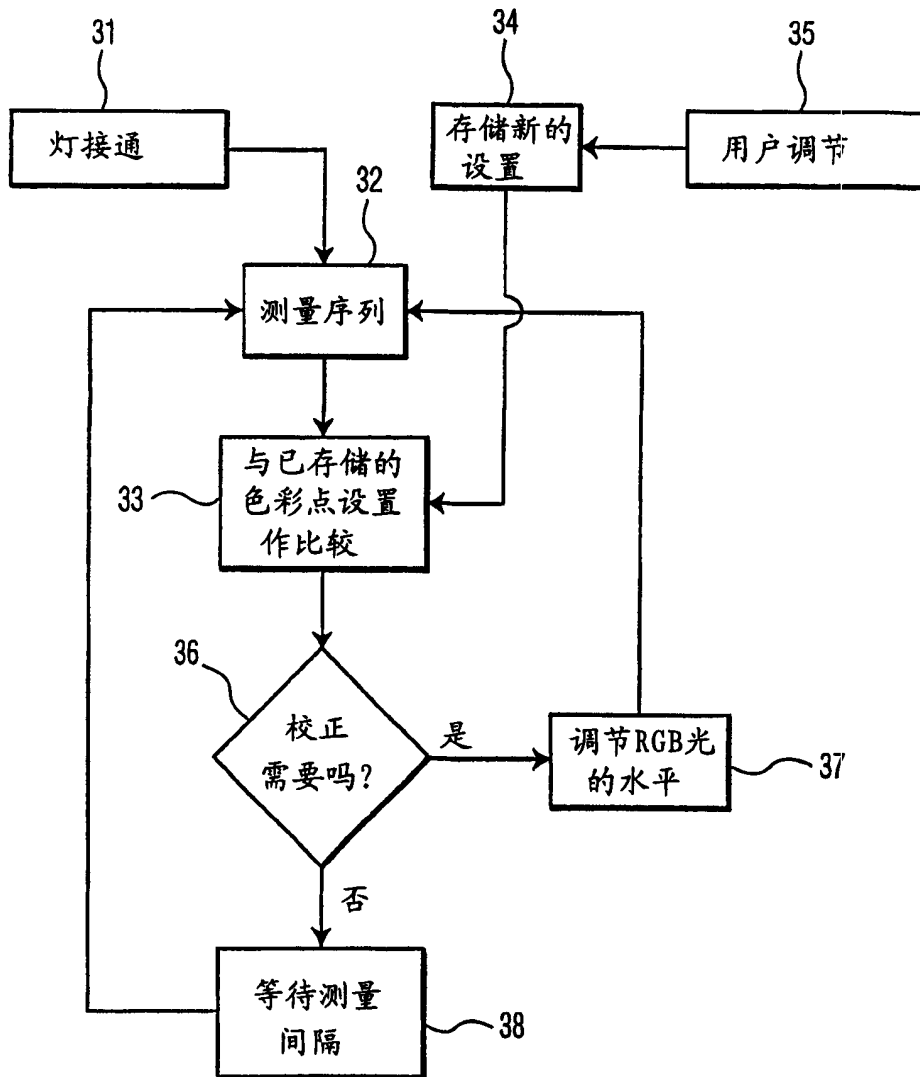 31
34
35
灯接通
存储新的
设置
用户调节
32
测量序列
33
与已存储的
色彩点设置
作比较
36
校正
需要吗?
是
调节RGB光
的水平
37
否
等待测量
间隔
38